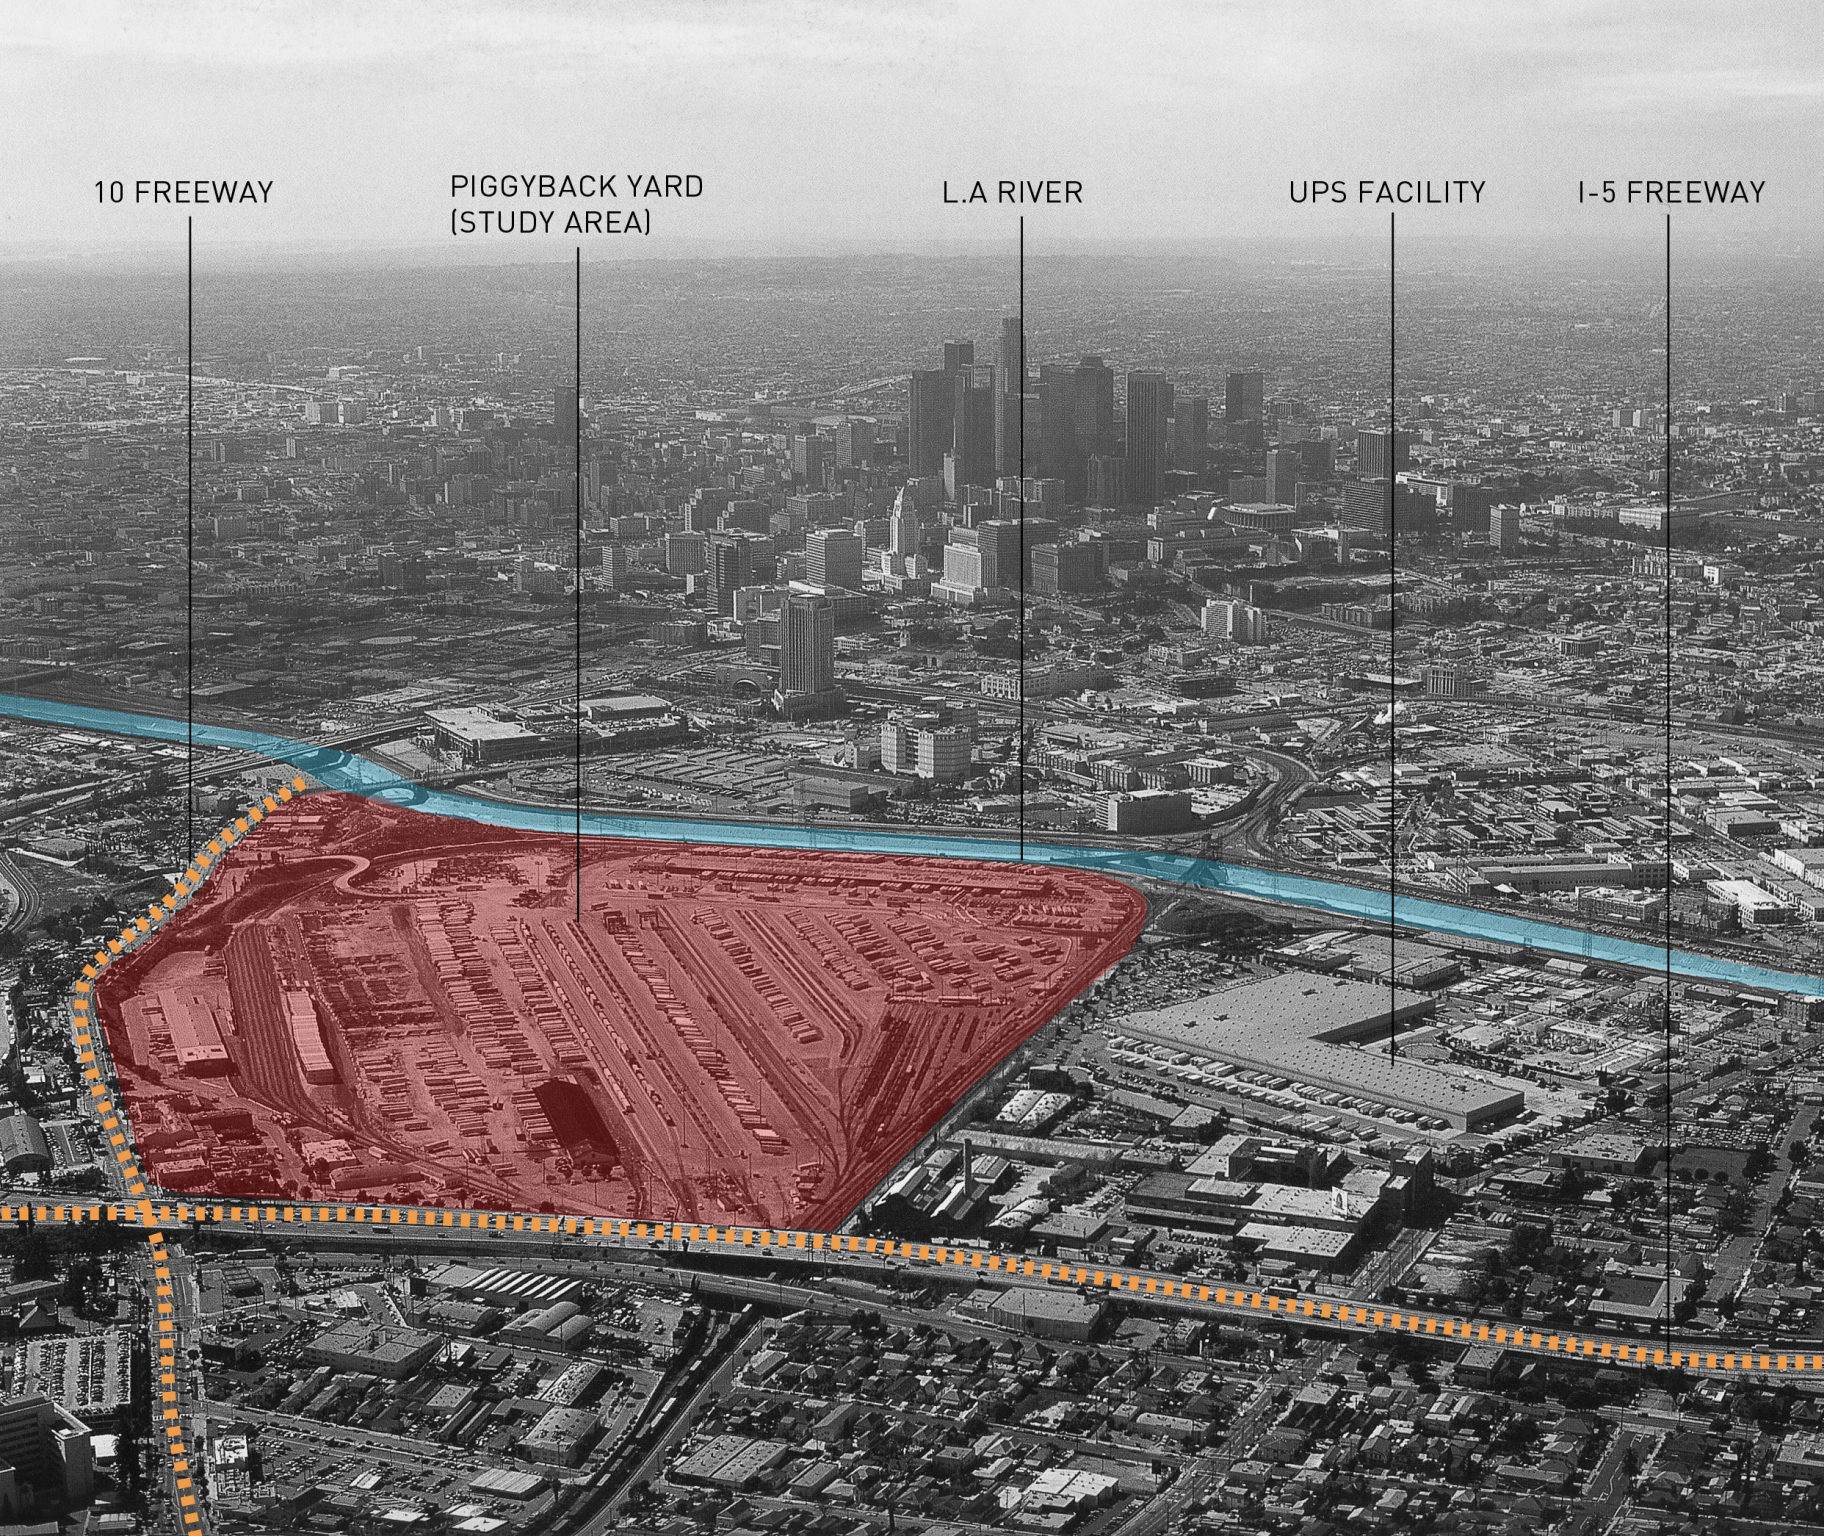 10 FREEWAY
PIGGYBACK YARD
(STUDY AREA)
L.A RIVER
UPS FACILITY
I-5 FREEWAY